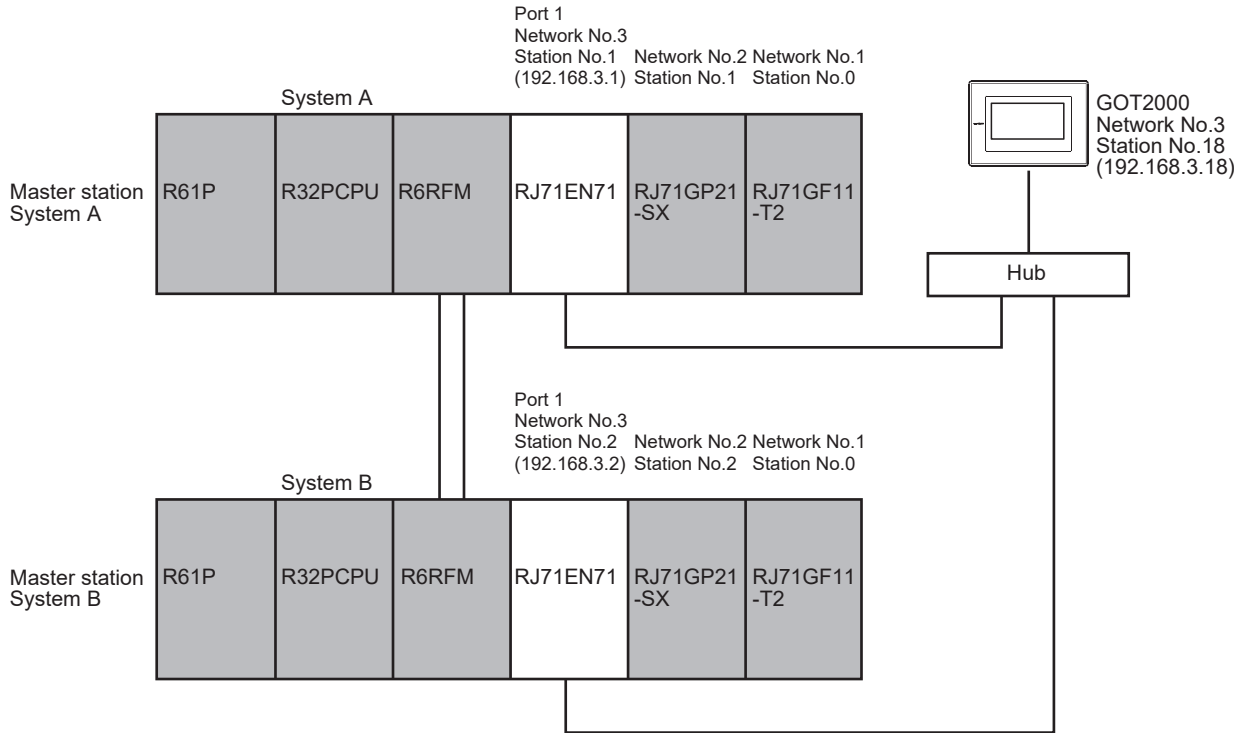 Port 1
Network No.3
Station No.1 Network No.2 Network No.1
(192.168.3.1) Station No.1 Station No.0
System A
GOT2000
Network No.3
Station No.18
(192.168.3.18)
Master station
System A
R61P
R32PCPU
R6RFM
RJ71EN71
RJ71GP21
-SX
RJ71GF11
-T2
Hub
Port 1
Network No.3
Station No.2 Network No.2 Network No.1
(192.168.3.2) Station No.2 Station No.0
System B
Master station
System B
R61P
R32PCPU
R6RFM
RJ71EN71
RJ71GP21
-SX
RJ71GF11
-T2